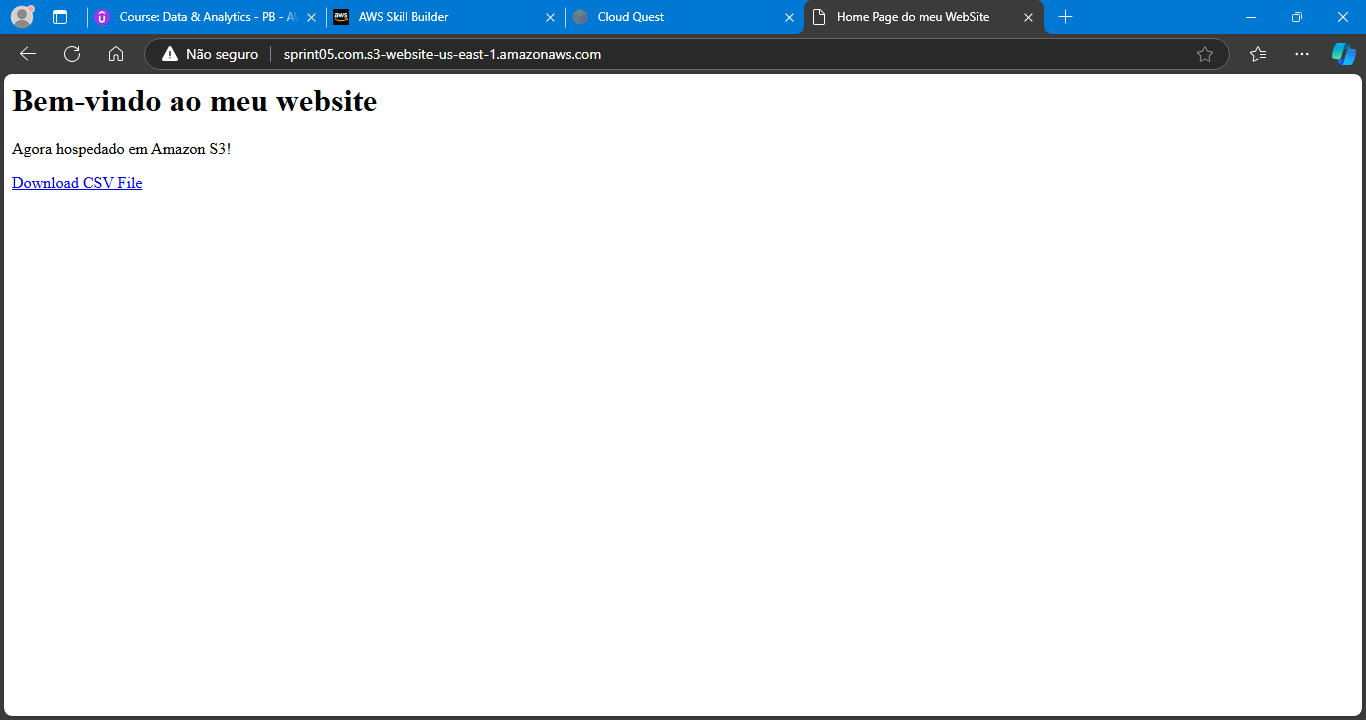 Course: Data & Analytics - PB - AW
AWS Skill Builder
Cloud Quest
Home Page do meu WebSite
Não seguro
sprint05.com.s3-website-us-east-1.amazonaws.com
Bem-vindo ao meu website
Agora hospedado em Amazon S3!
Download CSV File